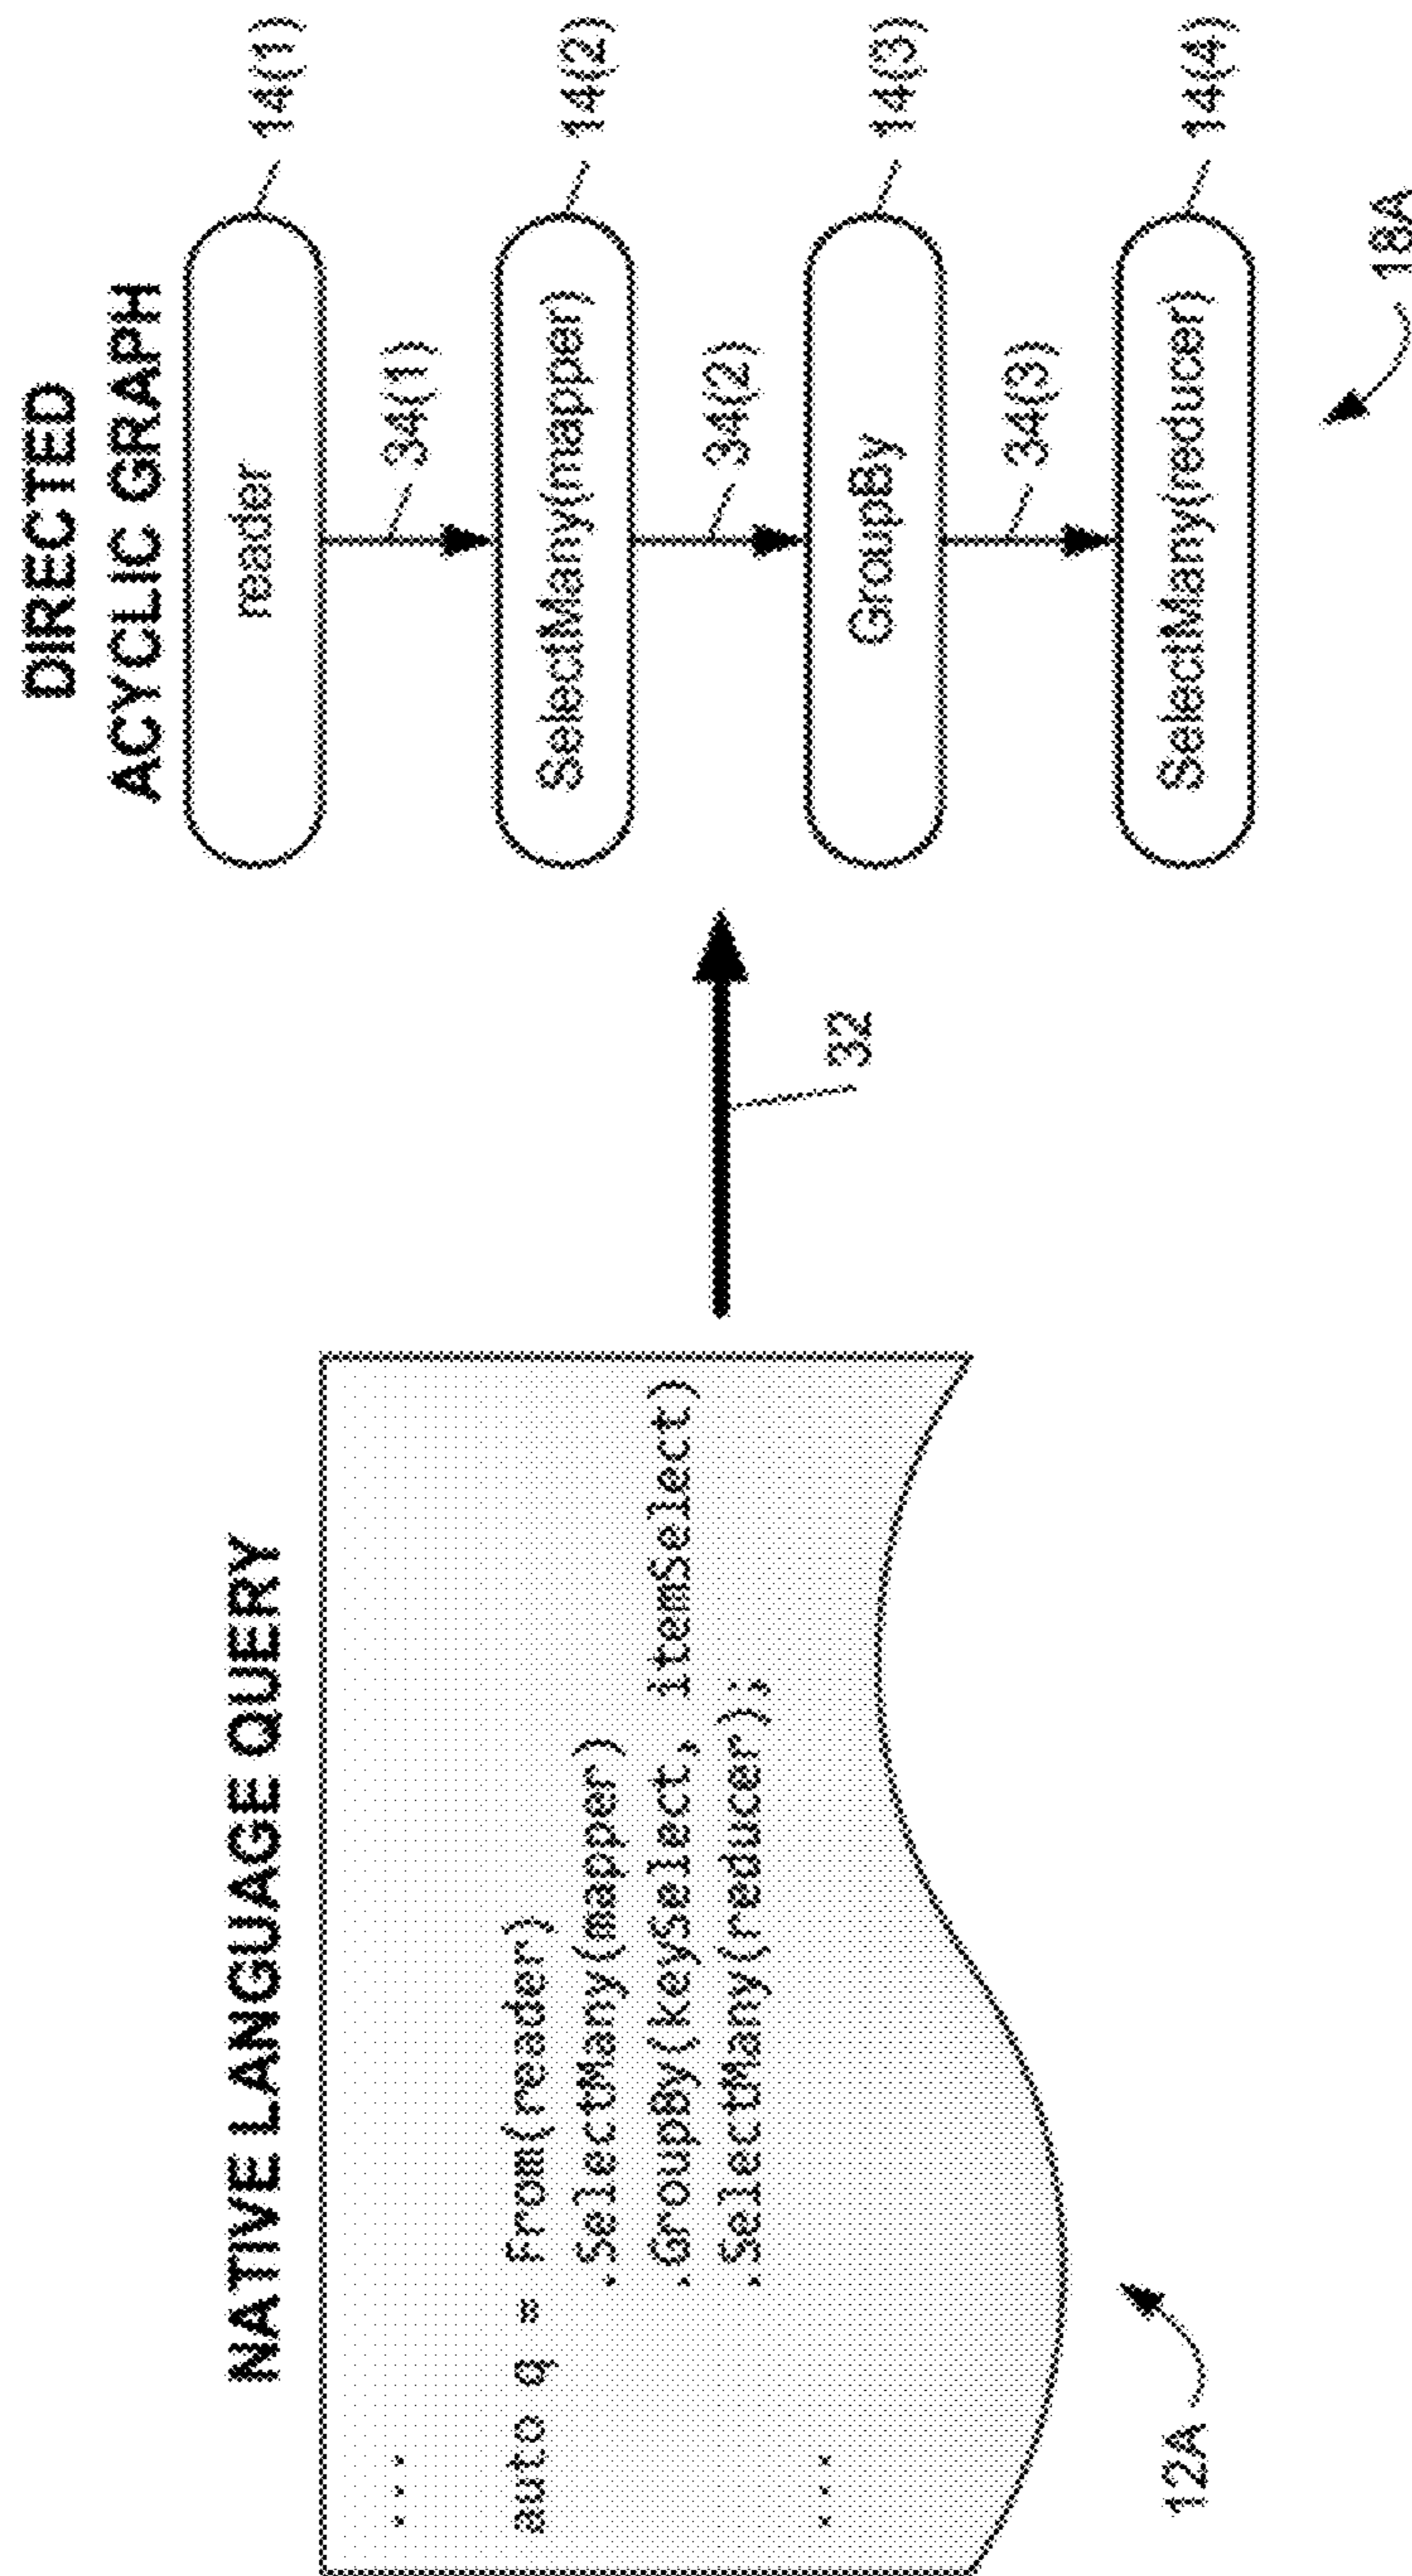 NATIVE LANGUAGE QUERY
...
auto q = From(reader)
.SelectMany(mapper)
.GroupBy(keySelect, itemSelect)
.SelectMany(reducer);
...
12A
32
DIRECTED
ACYCLIC GRAPH
reader
14(1)
34(1)
SelectMany(mapper)
14(2)
34(2)
GroupBy
14(3)
34(3)
SelectMany(reducer)
14(4)
18A